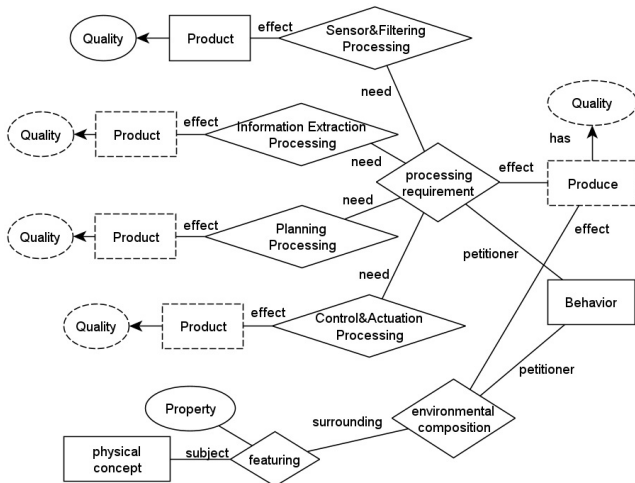 Quality
Product
effect
Sensor&Filtering
Processing
need
Quality
Product
effect
Information Extraction
Processing
need
Quality
has
processing
requirement
effect
Produce
Quality
Product
effect
Planning
Processing
need
effect
petitioner
need
Behavior
Quality
Product
effect
Control&Actuation
Processing
petitioner
Property
surrounding
environmental
composition
physical
concept
subject
featuring